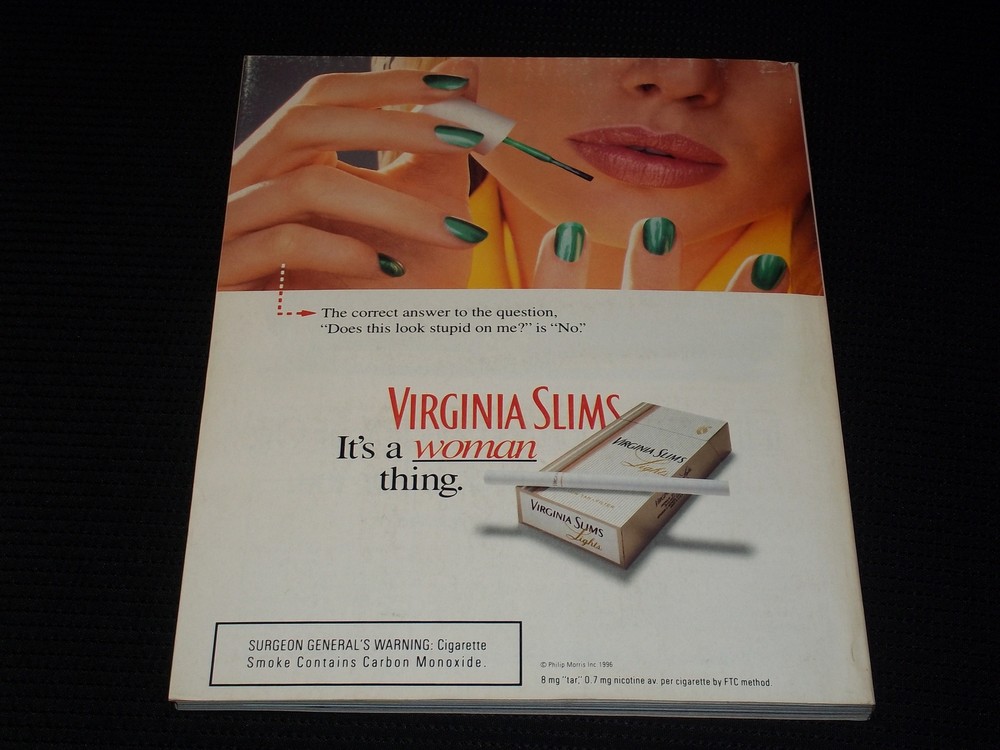 The correct answer to the question,
“Does this look stupid on me?” is “No.”
VIRGINIA SLIMS
It's a woman
thing.
VIRGINIA SLIMS
Lights
VIRGINIA SLIMS
Lights
SURGEON GENERAL'S WARNING: Cigarette
Smoke Contains Carbon Monoxide.
© Philip Morris Inc. 1996
8 mg "tar," 0.7 mg nicotine av. per cigarette by FTC method.